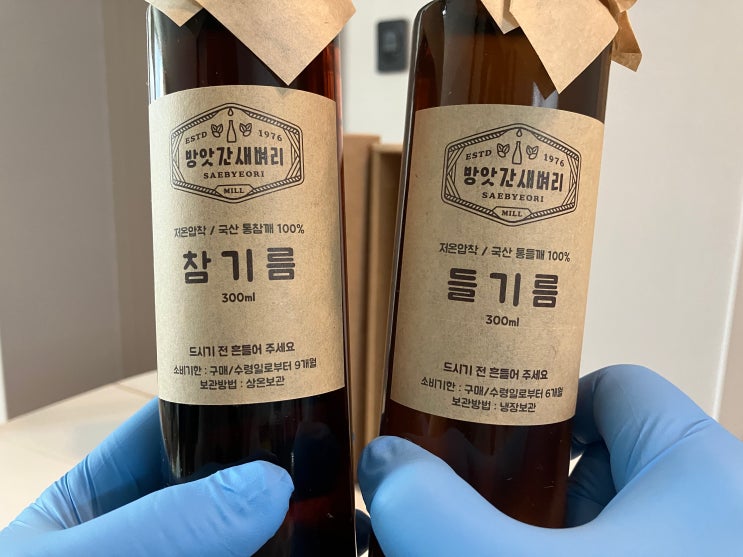 ESTD 1976
방앗간새벼리
SAEBYEORI
MILL
저온압착 / 국산 통참깨 100%
참기름
300ml
드시기 전 흔들어 주세요
소비기한 : 구매/수령일로부터 9개월
보관방법 : 상온보관
ESTD 1976
방앗간새벼리
SAEBYEORI
MILL
저온압착 / 국산 통들깨 100%
들기름
300ml
드시기 전 흔들어 주세요
소비기한 : 구매/수령일로부터 6개월
보관방법 : 냉장보관